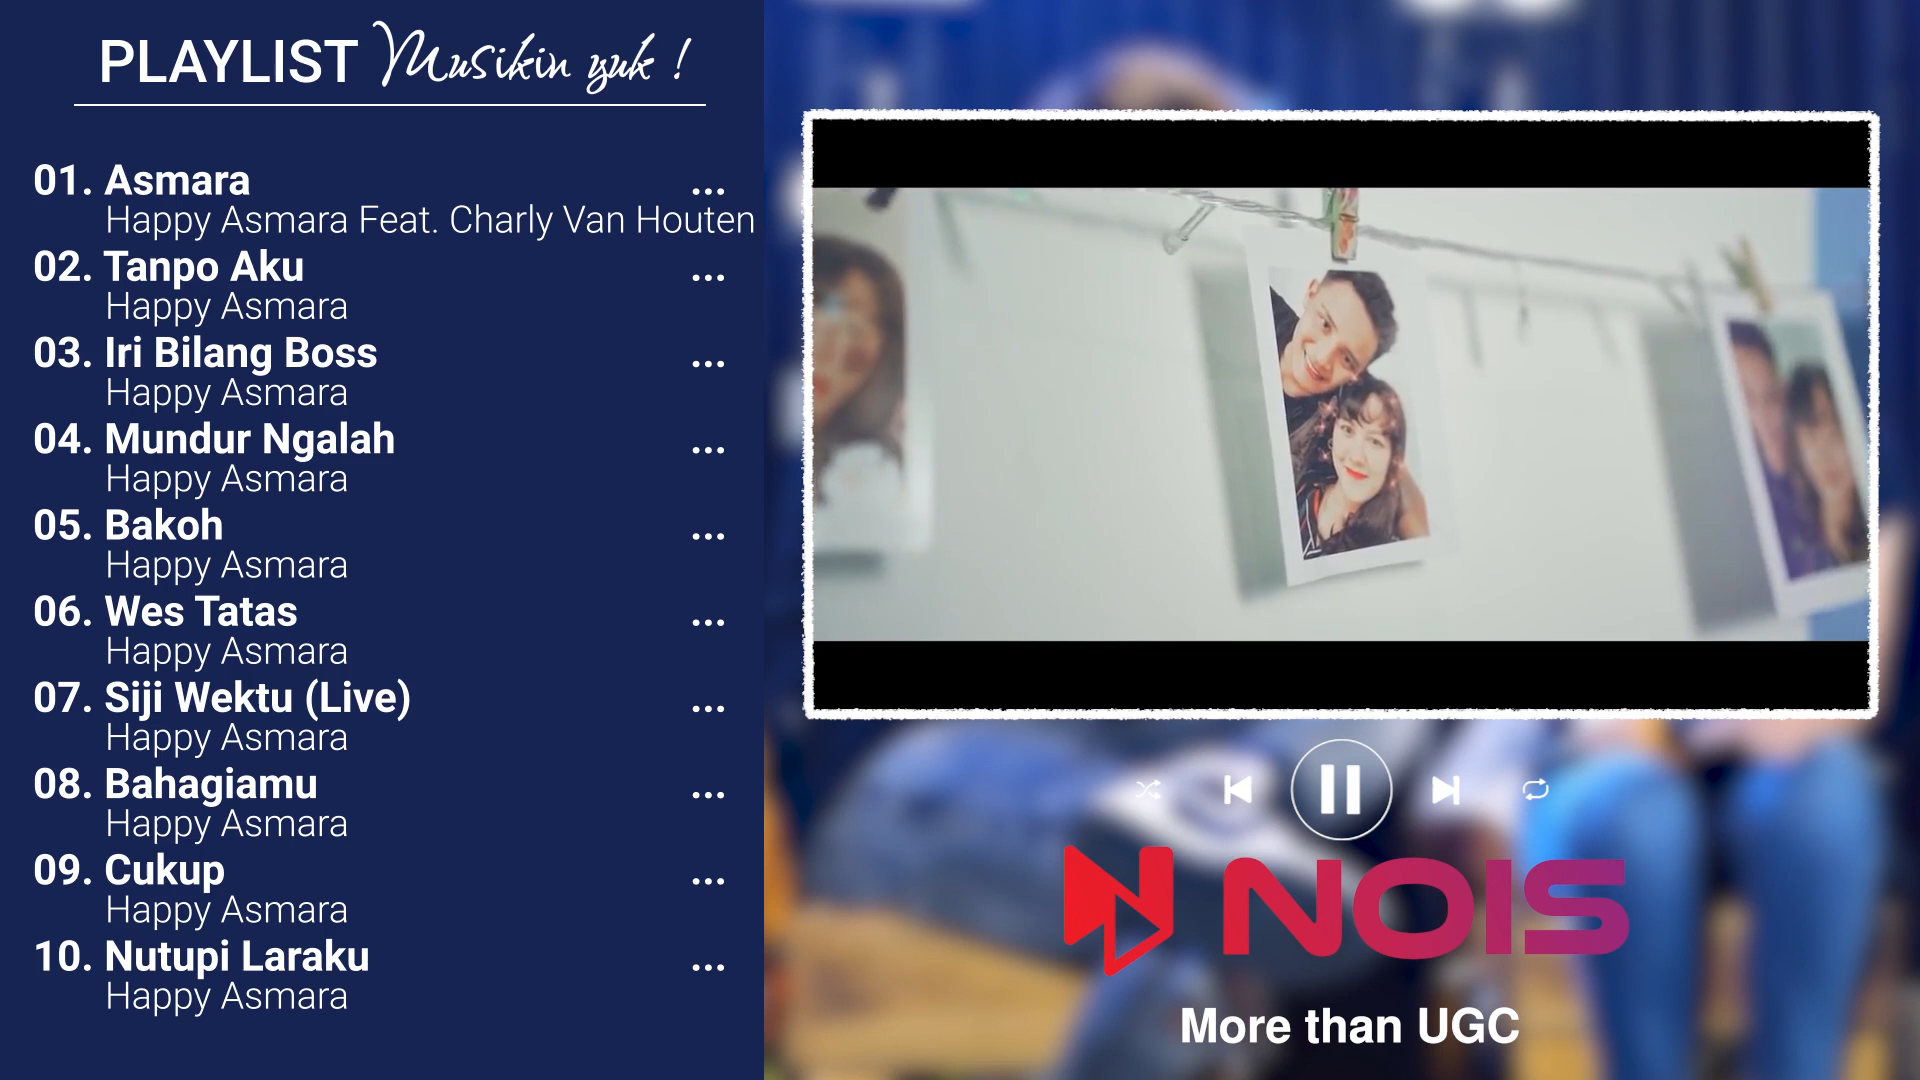 PLAYLIST Musikin yuk !
01. Asmara ...
Happy Asmara Feat. Charly Van Houten
02. Tanpo Aku ...
Happy Asmara
03. Iri Bilang Boss ...
Happy Asmara
04. Mundur Ngalah ...
Happy Asmara
05. Bakoh ...
Happy Asmara
06. Wes Tatas ...
Happy Asmara
07. Siji Wektu (Live) ...
Happy Asmara
08. Bahagiamu ...
Happy Asmara
09. Cukup ...
Happy Asmara
10. Nutupi Laraku ...
Happy Asmara
NOIS
More than UGC